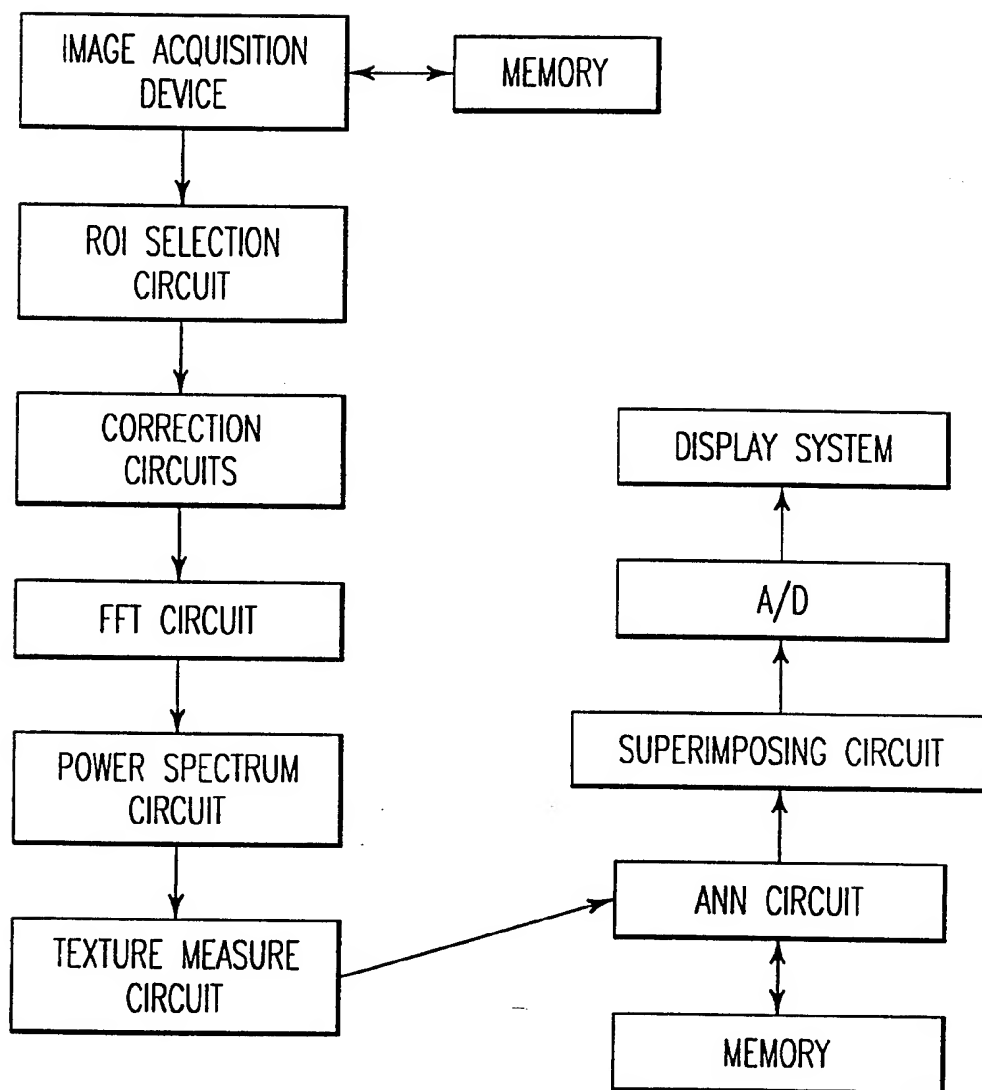 IMAGE ACQUISITION
DEVICE
MEMORY
ROI SELECTION
CIRCUIT
CORRECTION
CIRCUITS
FFT CIRCUIT
POWER SPECTRUM
CIRCUIT
TEXTURE MEASURE
CIRCUIT
DISPLAY SYSTEM
A/D
SUPERIMPOSING CIRCUIT
ANN CIRCUIT
MEMORY